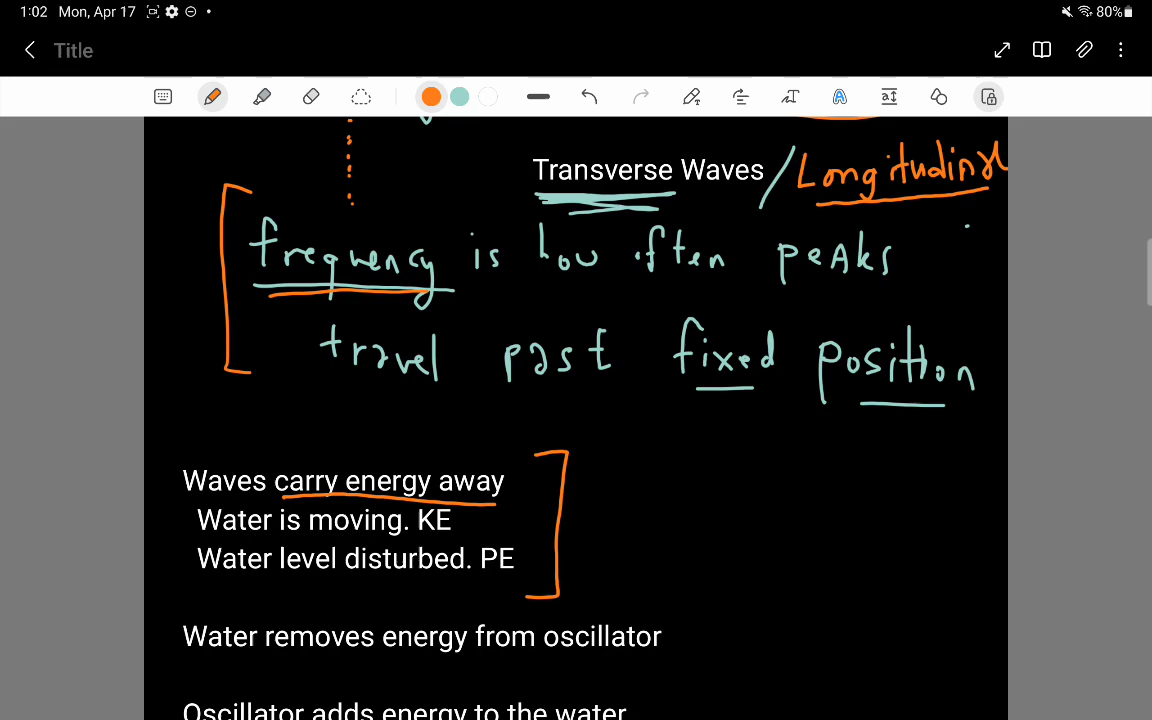 1:02 Mon, Apr 17 80%
Title
Transverse Waves / Longitudinal
frequency is how often peaks
travel past fixed position
Waves carry energy away
Water is moving. KE
Water level disturbed. PE
Water removes energy from oscillator
Oscillator adds energy to the water